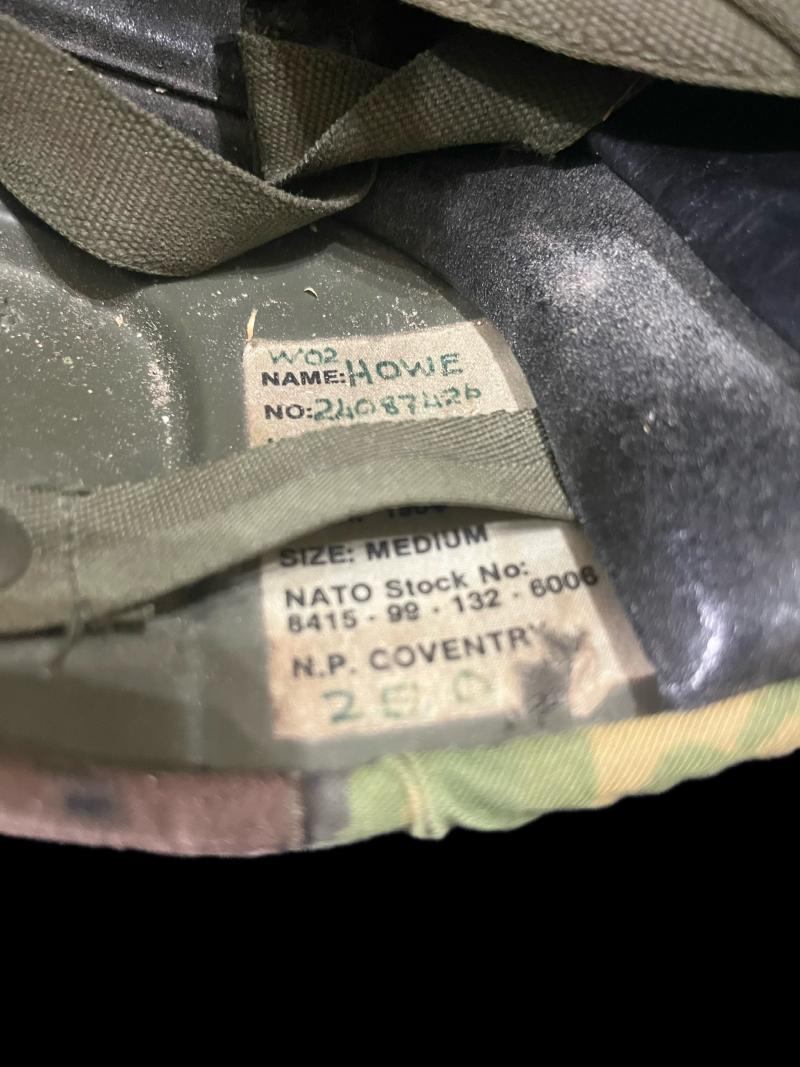 WO2
NAME: HOWE
NO: 24087426
SIZE: MEDIUM
NATO Stock No:
8415 - 99 - 132 - 6006
N.P. COVENTRY